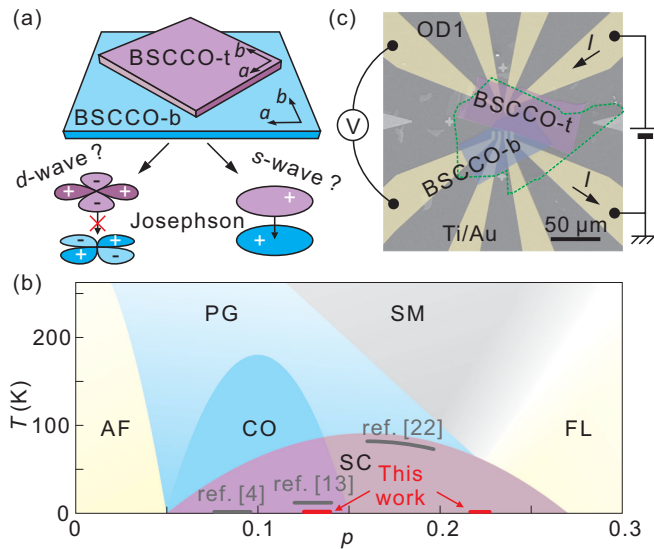 (a)
BSCCO-t
b
a
BSCCO-b
b
a
d-wave ?
s-wave ?
-
+
+
-
Josephson
+
-
+
+
-
+
(c)
OD1
I
BSCCO-t
V
BSCCO-b
I
Ti/Au
50 μm
(b)
PG
SM
200
T (K)
AF
CO
ref. [22]
FL
100
SC
ref. [13]
This
ref. [4]
work
0
0
0.1
0.2
0.3
p